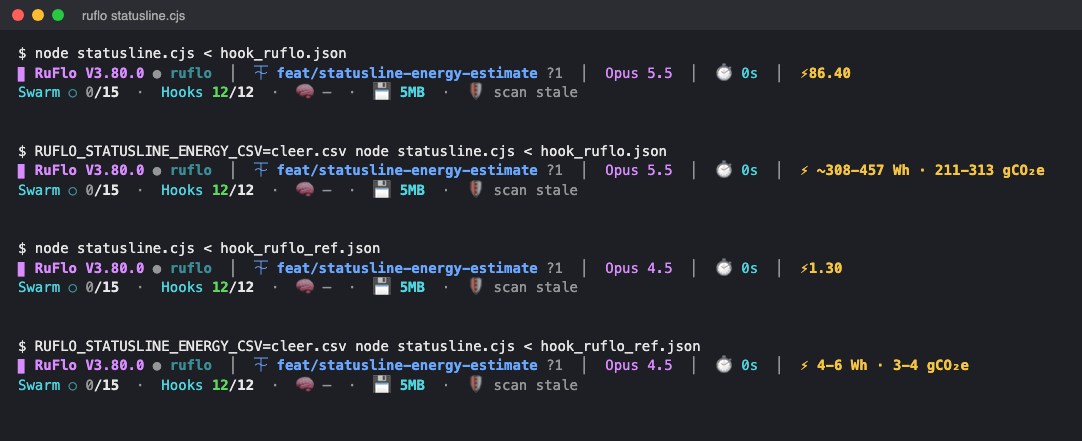 ruflo statusline.cjs
$ node statusline.cjs < hook_ruflo.json
▊ RuFlo V3.80.0 ● ruflo │ feat/statusline-energy-estimate ?1 │ Opus 5.5 │ ⏱ 0s │ ⚡86.40
Swarm ○ 0/15 · Hooks 12/12 · 🧠 – · 💾 5MB · 🛡 scan stale
$ RUFLO_STATUSLINE_ENERGY_CSV=cleer.csv node statusline.cjs < hook_ruflo.json
▊ RuFlo V3.80.0 ● ruflo │ feat/statusline-energy-estimate ?1 │ Opus 5.5 │ ⏱ 0s │ ⚡ ~308–457 Wh · 211–313 gCO₂e
Swarm ○ 0/15 · Hooks 12/12 · 🧠 – · 💾 5MB · 🛡 scan stale
$ node statusline.cjs < hook_ruflo_ref.json
▊ RuFlo V3.80.0 ● ruflo │ feat/statusline-energy-estimate ?1 │ Opus 4.5 │ ⏱ 0s │ ⚡1.30
Swarm ○ 0/15 · Hooks 12/12 · 🧠 – · 💾 5MB · 🛡 scan stale
$ RUFLO_STATUSLINE_ENERGY_CSV=cleer.csv node statusline.cjs < hook_ruflo_ref.json
▊ RuFlo V3.80.0 ● ruflo │ feat/statusline-energy-estimate ?1 │ Opus 4.5 │ ⏱ 0s │ ⚡ 4–6 Wh · 3–4 gCO₂e
Swarm ○ 0/15 · Hooks 12/12 · 🧠 – · 💾 5MB · 🛡 scan stale